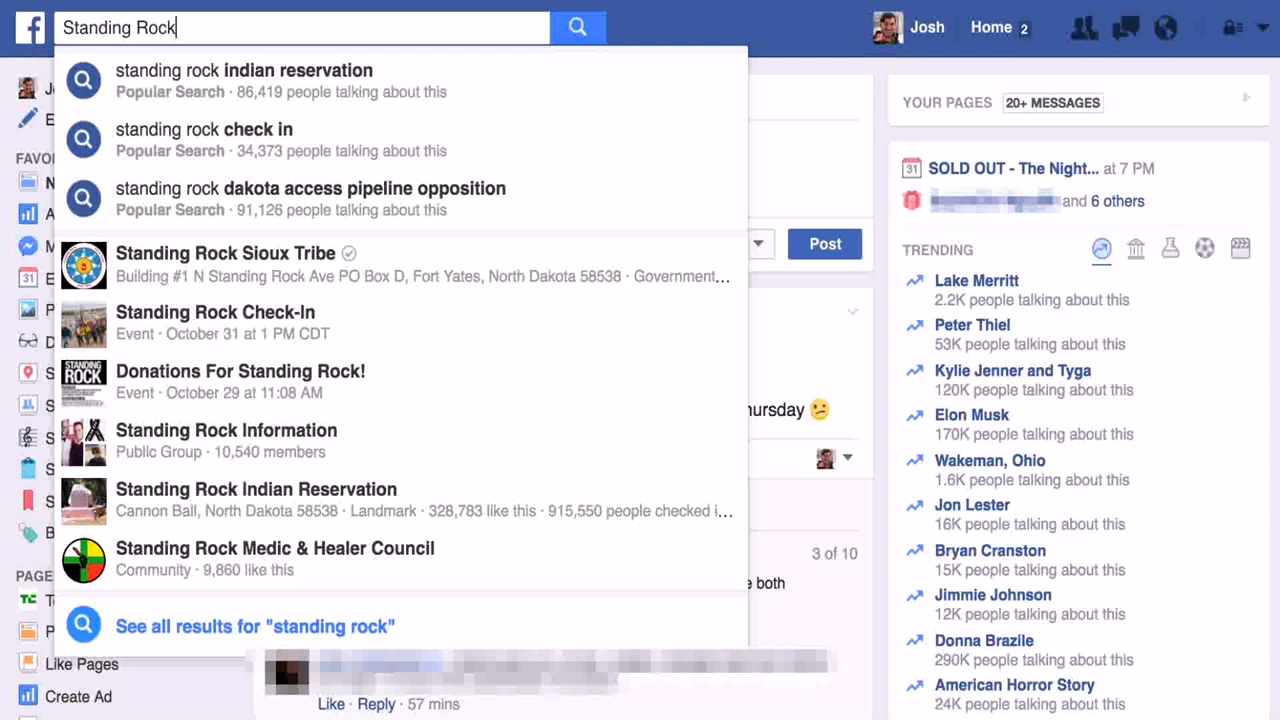 Standing Rock
Josh
Home 2
standing rock indian reservation
Popular Search · 86,419 people talking about this
standing rock check in
Popular Search · 34,373 people talking about this
standing rock dakota access pipeline opposition
Popular Search · 91,126 people talking about this
Standing Rock Sioux Tribe
Building #1 N Standing Rock Ave PO Box D, Fort Yates, North Dakota 58538 · Government...
Standing Rock Check-In
Event · October 31 at 1 PM CDT
Donations For Standing Rock!
Event · October 29 at 11:08 AM
Standing Rock Information
Public Group · 10,540 members
Standing Rock Indian Reservation
Cannon Ball, North Dakota 58538 · Landmark · 328,783 like this · 915,550 people checked i...
Standing Rock Medic & Healer Council
Community · 9,860 like this
See all results for "standing rock"
FAVO
PAGE
Like Pages
Create Ad
Post
hursday
3 of 10
both
Like · Reply · 57 mins
YOUR PAGES 20+ MESSAGES
31 SOLD OUT - The Night... at 7 PM
and 6 others
TRENDING
Lake Merritt
2.2K people talking about this
Peter Thiel
53K people talking about this
Kylie Jenner and Tyga
120K people talking about this
Elon Musk
170K people talking about this
Wakeman, Ohio
1.6K people talking about this
Jon Lester
16K people talking about this
Bryan Cranston
15K people talking about this
Jimmie Johnson
12K people talking about this
Donna Brazile
290K people talking about this
American Horror Story
24K people talking about this